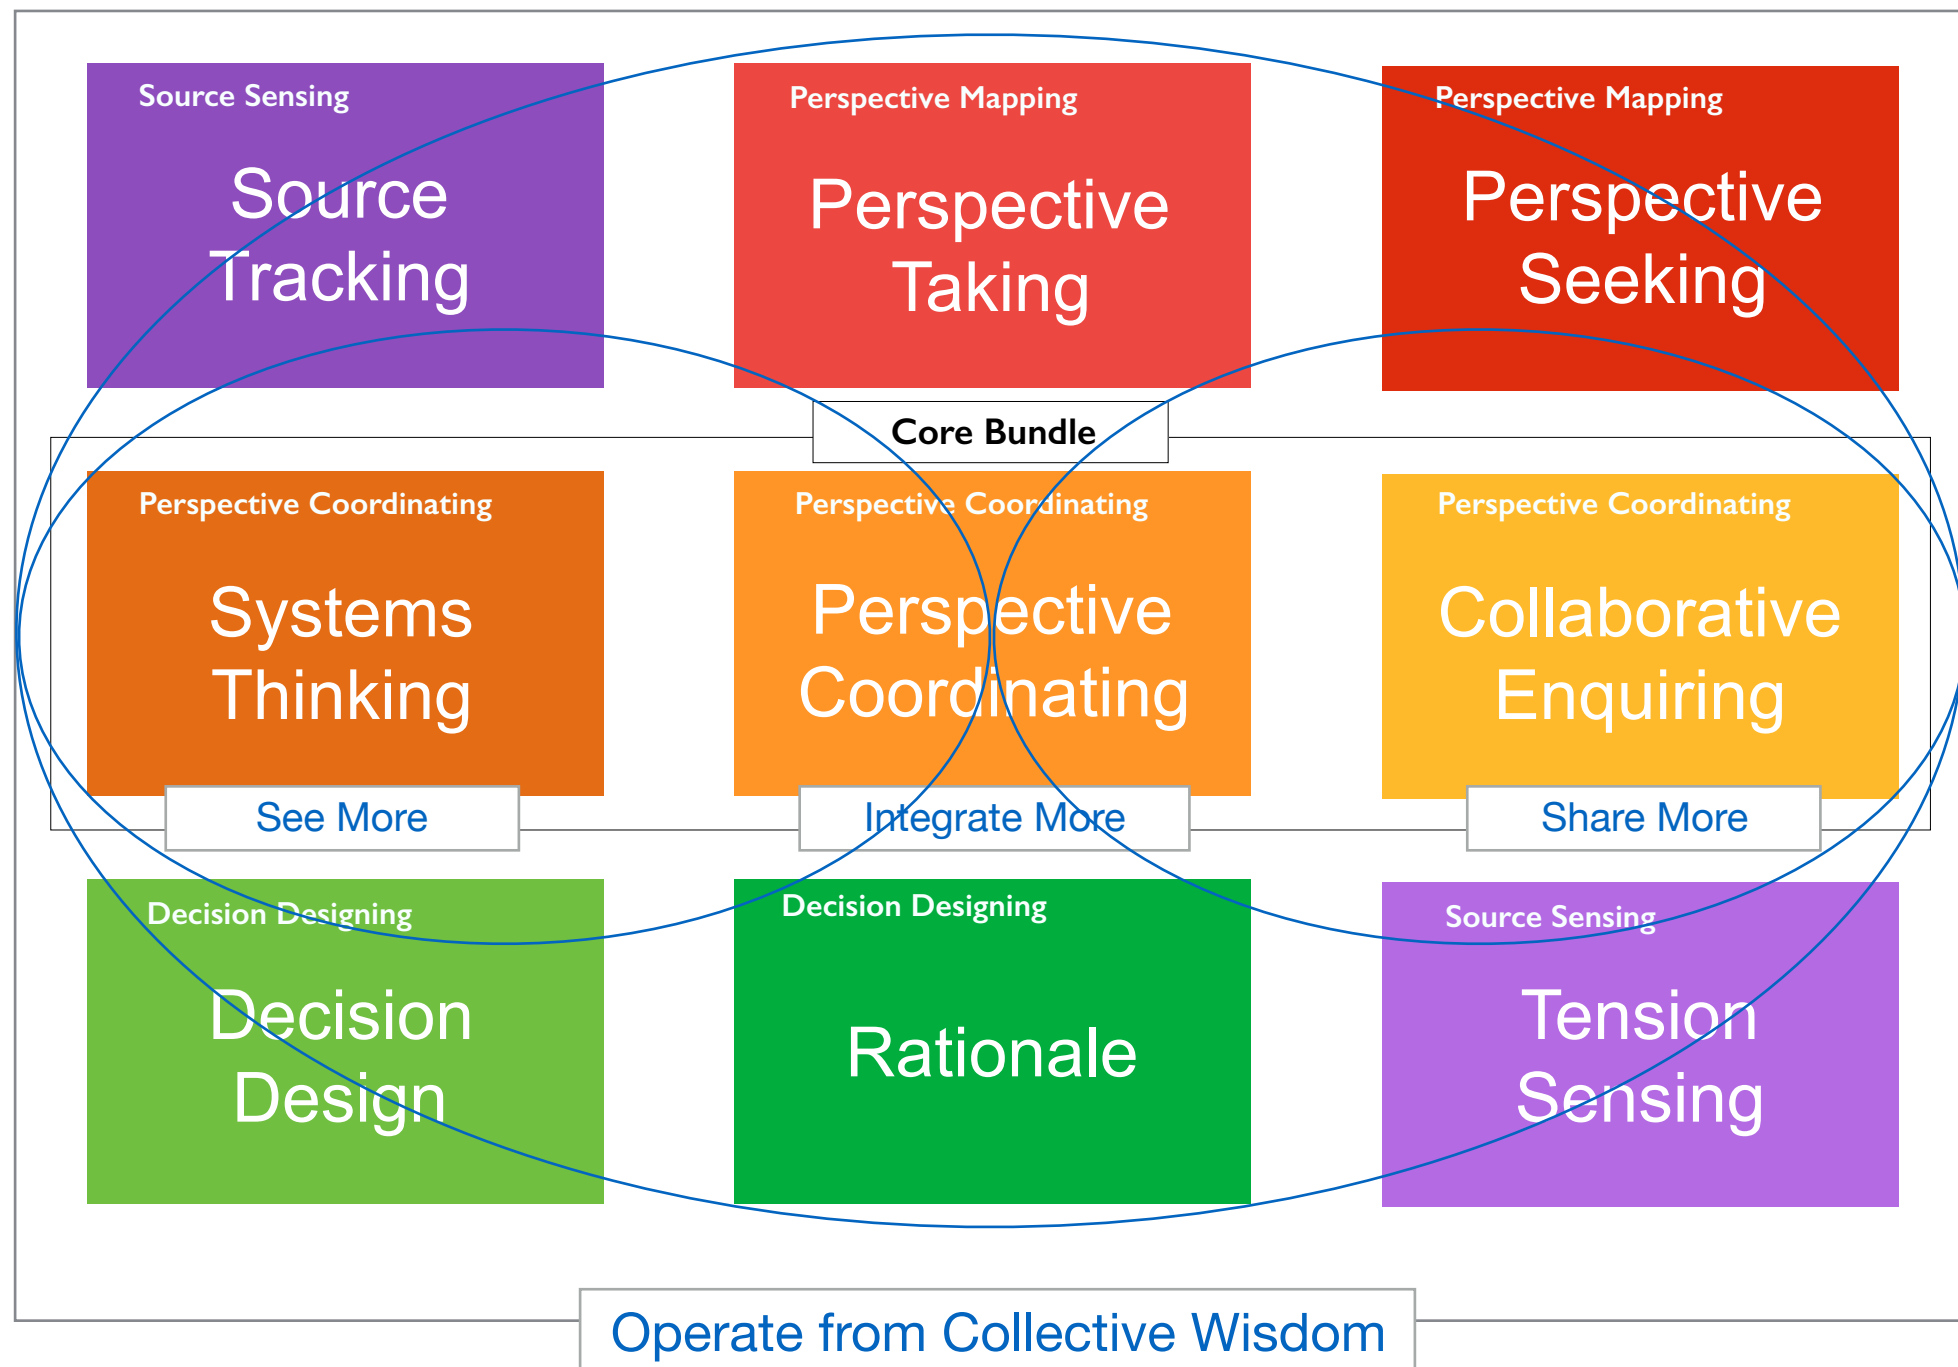 Source Sensing
Source
Tracking
Perspective Mapping
Perspective
Taking
Perspective Mapping
Perspective
Seeking
Core Bundle
Perspective Coordinating
Systems
Thinking
See More
Perspective Coordinating
Perspective
Coordinating
Integrate More
Perspective Coordinating
Collaborative
Enquiring
Share More
Decision Designing
Decision
Design
Decision Designing
Rationale
Source Sensing
Tension
Sensing
Operate from Collective Wisdom